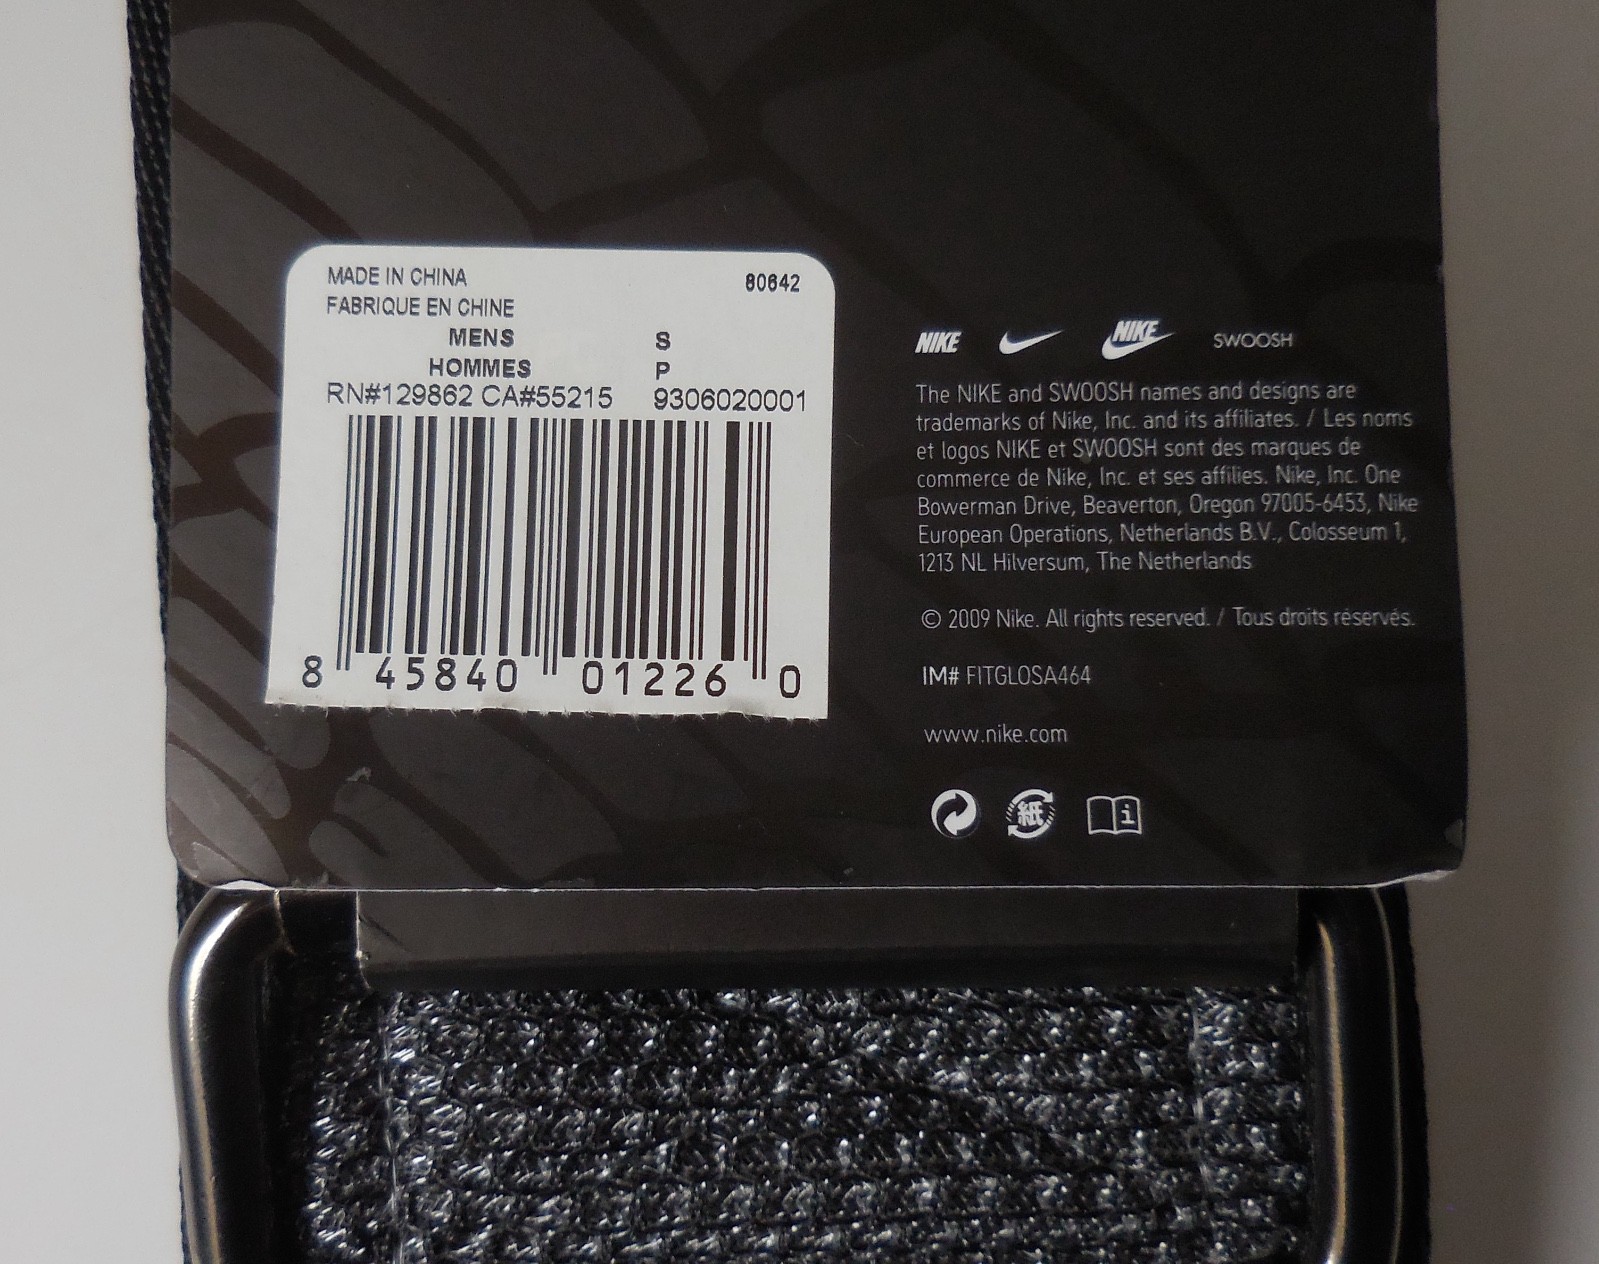 MADE IN CHINA 80642
FABRIQUE EN CHINE
MENS S
HOMMES P
RN#129862 CA#55215 9306020001
8 45840 01226 0
NIKE NIKE SWOOSH
The NIKE and SWOOSH names and designs are
trademarks of Nike, Inc. and its affiliates. / Les noms
et logos NIKE et SWOOSH sont des marques de
commerce de Nike, Inc. et ses affilies. Nike, Inc. One
Bowerman Drive, Beaverton, Oregon 97005-6453, Nike
European Operations, Netherlands B.V., Colosseum 1,
1213 NL Hilversum, The Netherlands
© 2009 Nike. All rights reserved. / Tous droits réservés.
IM# FITGLOSA464
www.nike.com
紙 i